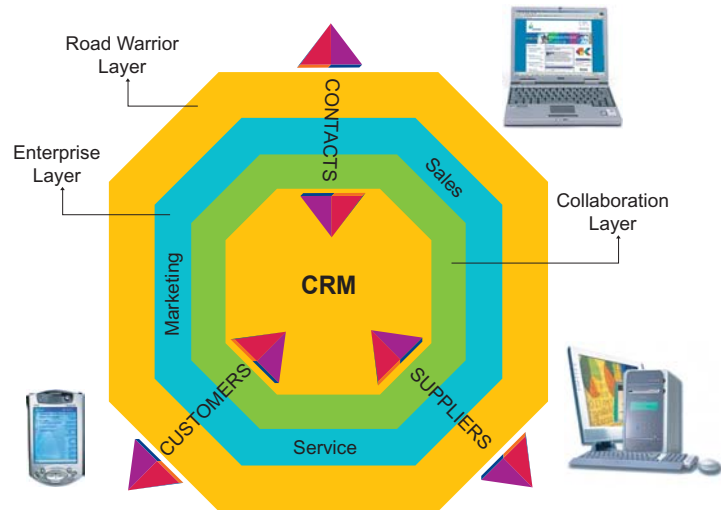 Road Warrior
Layer
CONTACTS
Enterprise
Layer
Sales
Collaboration
Layer
Marketing
CRM
CUSTOMERS
SUPPLIERS
Service